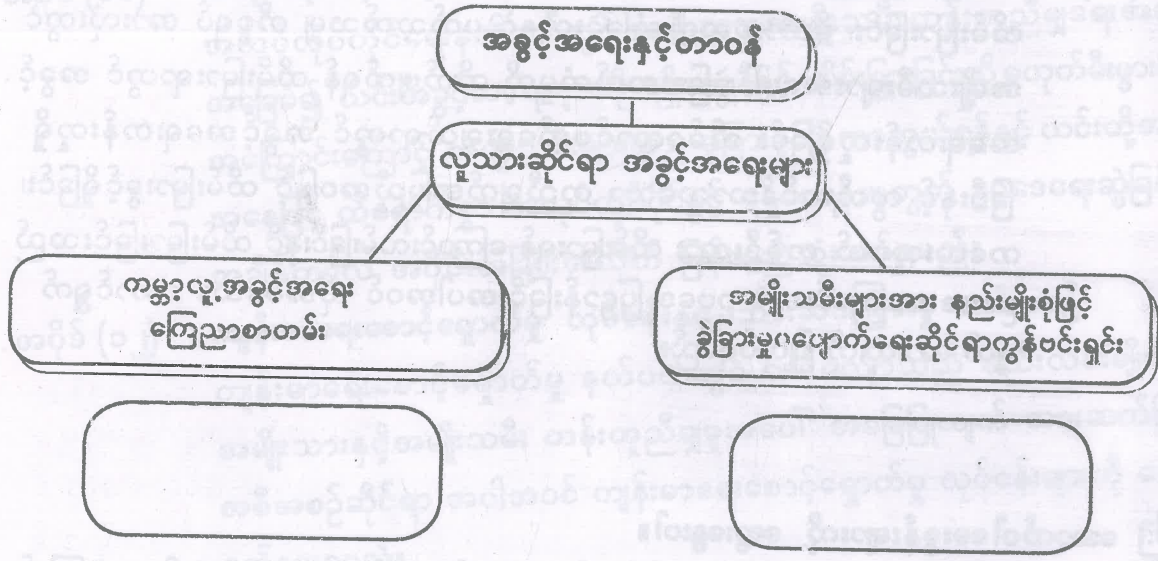 အခွင့်အရေးနှင့်တာဝန်
လူသားဆိုင်ရာ အခွင့်အရေးများ
ကမ္ဘာ့လူ့အခွင့်အရေး
ကြေညာစာတမ်း
အမျိုးသမီးများအား နည်းမျိုးစုံဖြင့်
ခွဲခြားမှုပပျောက်ရေးဆိုင်ရာကွန်ဗင်းရှင်း